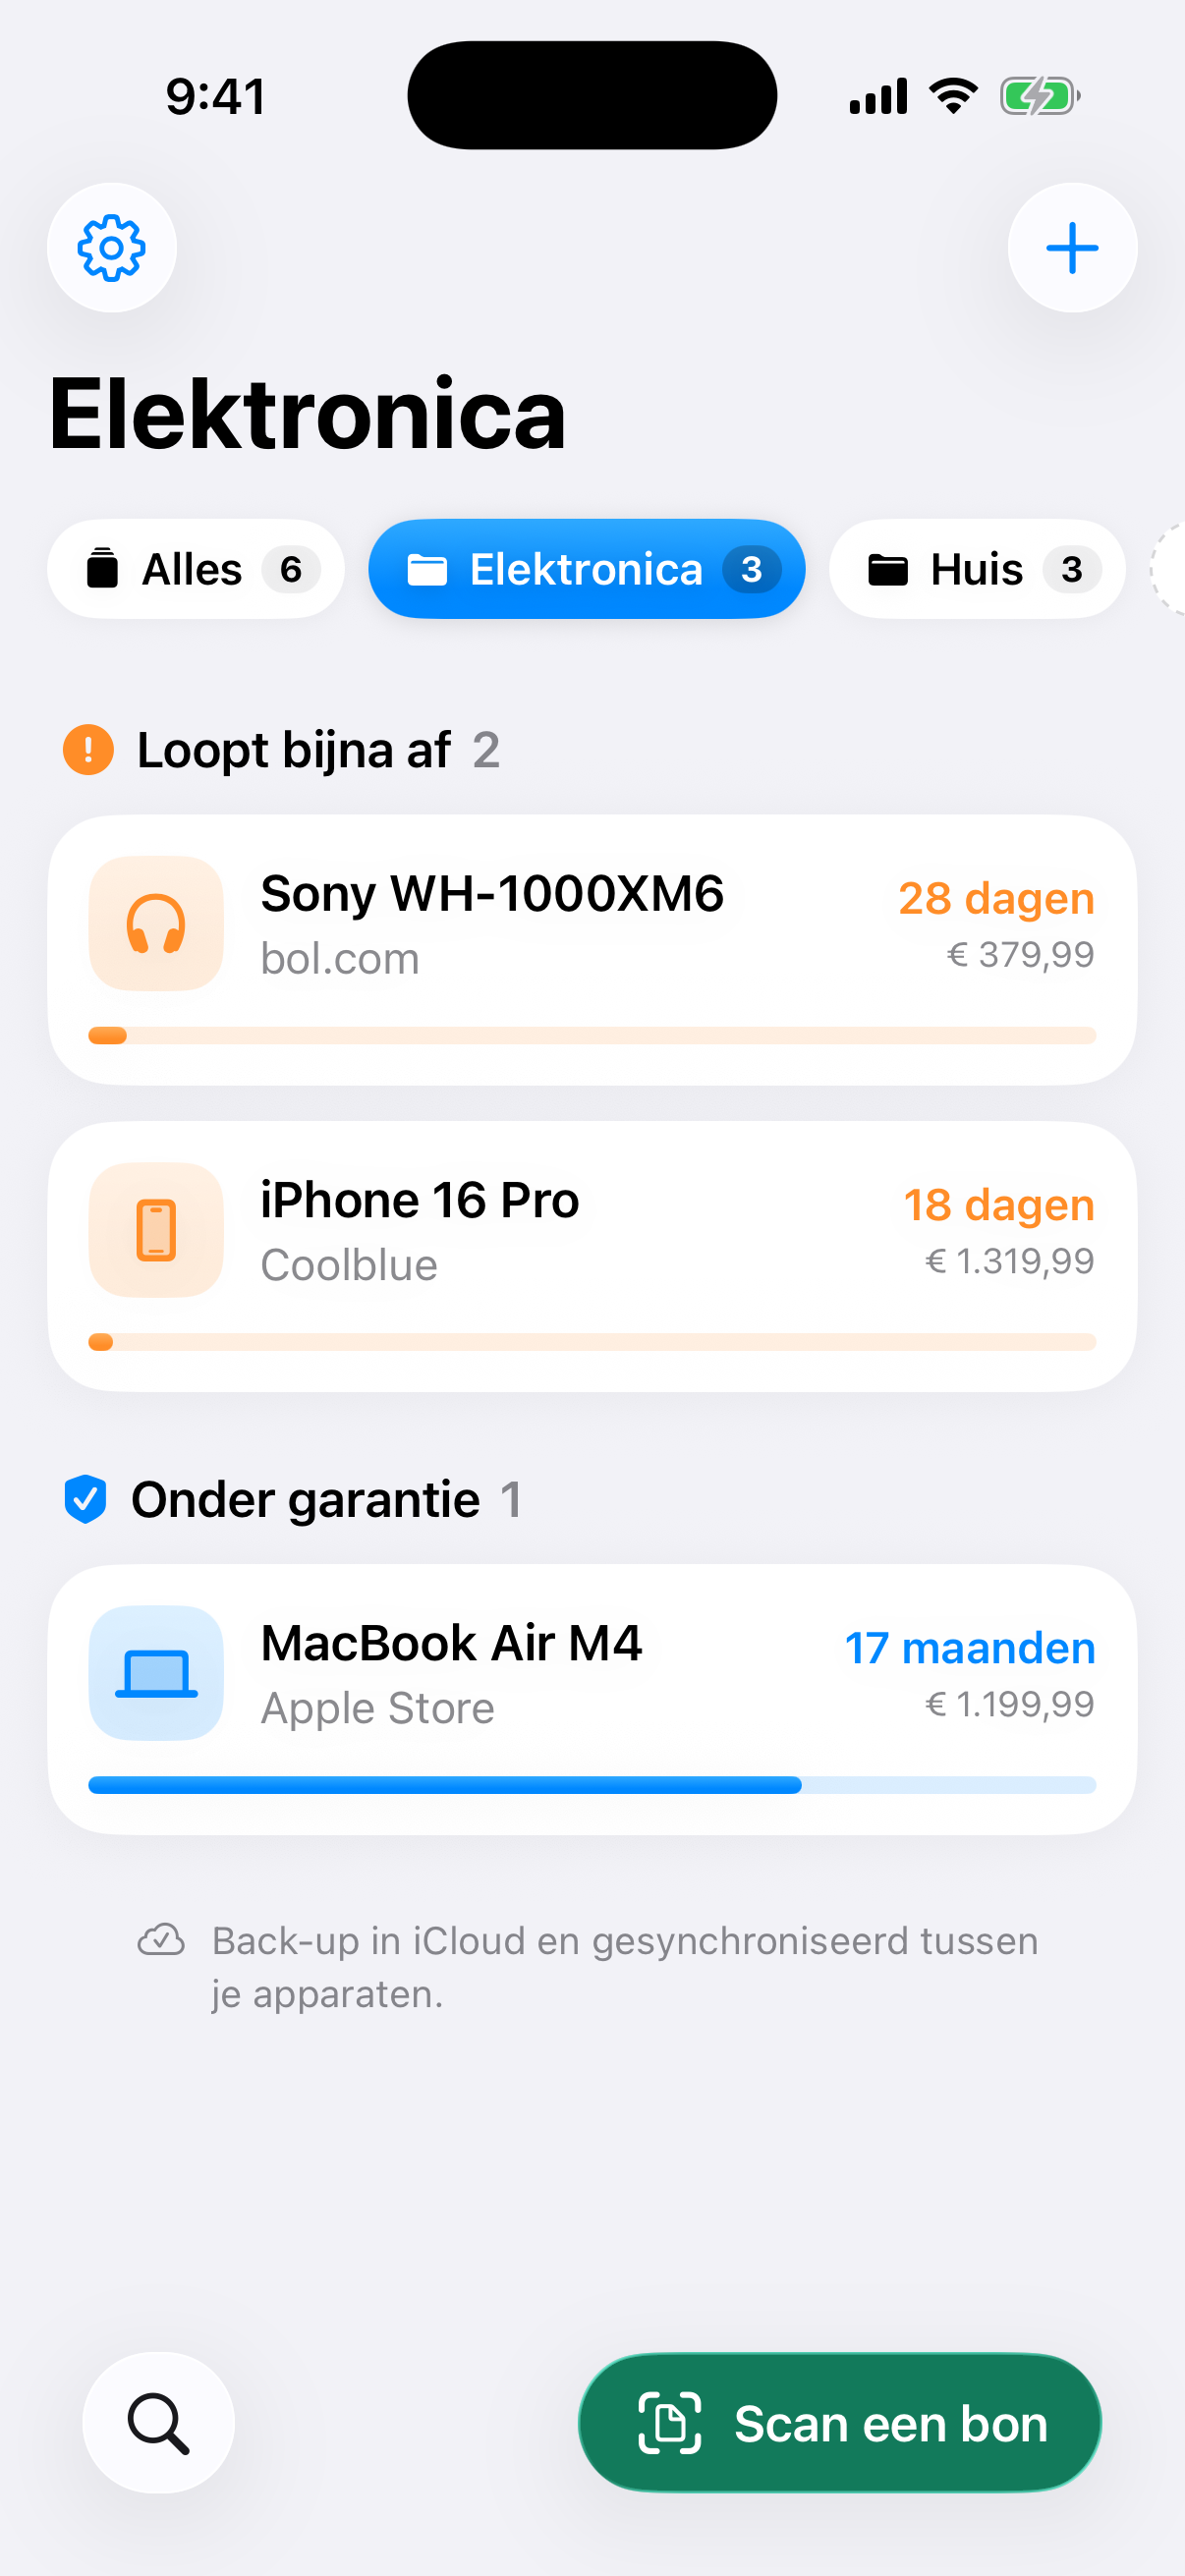 9:41
Elektronica
Alles 6
Elektronica 3
Huis 3
Loopt bijna af 2
Sony WH-1000XM6
28 dagen
bol.com
€ 379,99
iPhone 16 Pro
18 dagen
Coolblue
€ 1.319,99
Onder garantie 1
MacBook Air M4
17 maanden
Apple Store
€ 1.199,99
Back-up in iCloud en gesynchroniseerd tussen
je apparaten.
Scan een bon